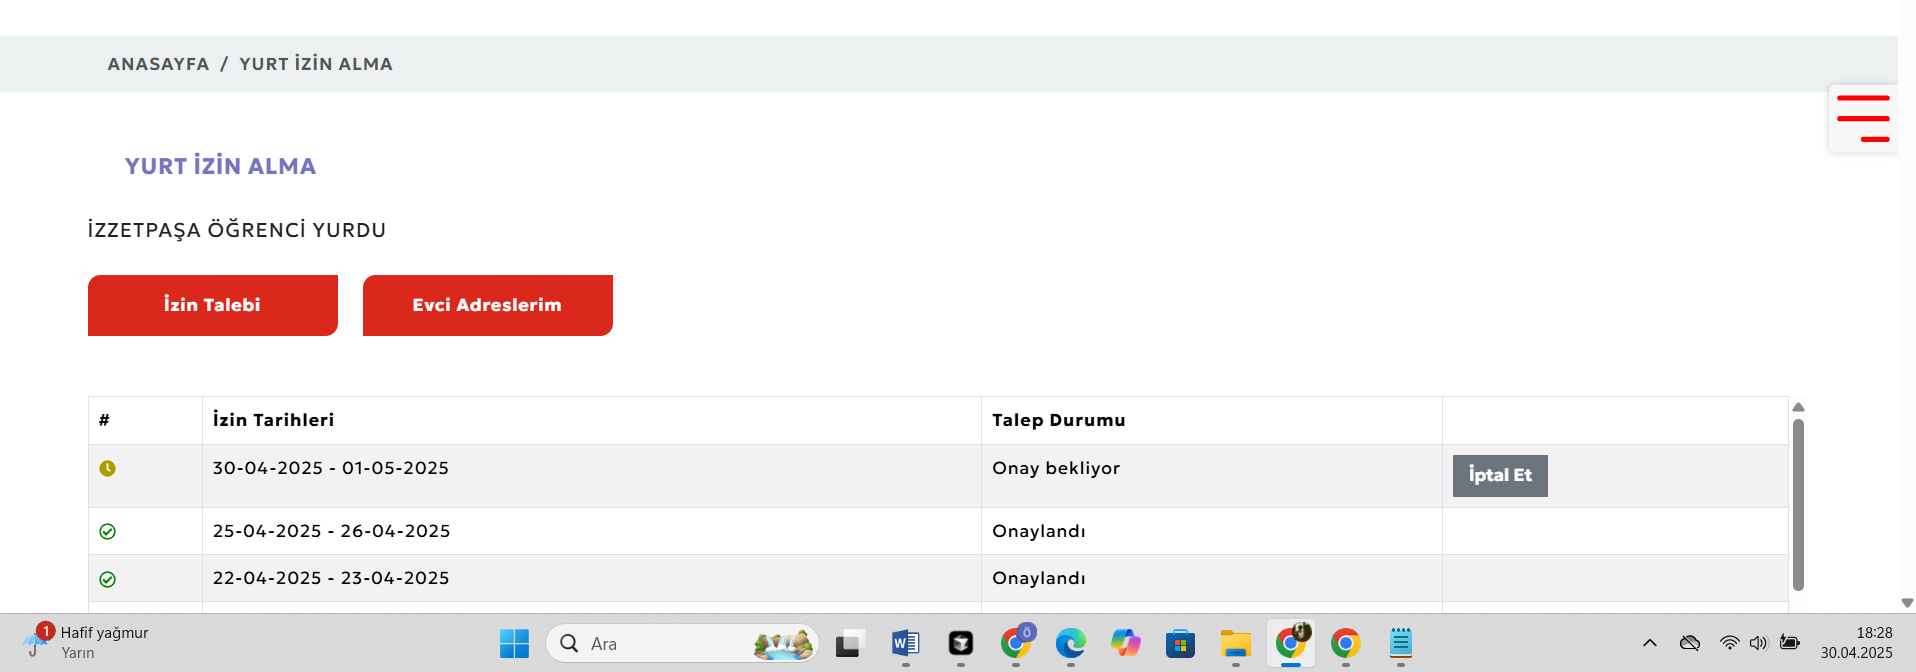 ANASAYFA / YURT İZİN ALMA
YURT İZİN ALMA
İZZETPAŞA ÖĞRENCİ YURDU
İzin Talebi
Evci Adreslerim
# İzin Tarihleri Talep Durumu
30-04-2025 - 01-05-2025 Onay bekliyor İptal Et
25-04-2025 - 26-04-2025 Onaylandı
22-04-2025 - 23-04-2025 Onaylandı
1 Hafif yağmur
Yarın
Ara
W
Ö
18:28
30.04.2025